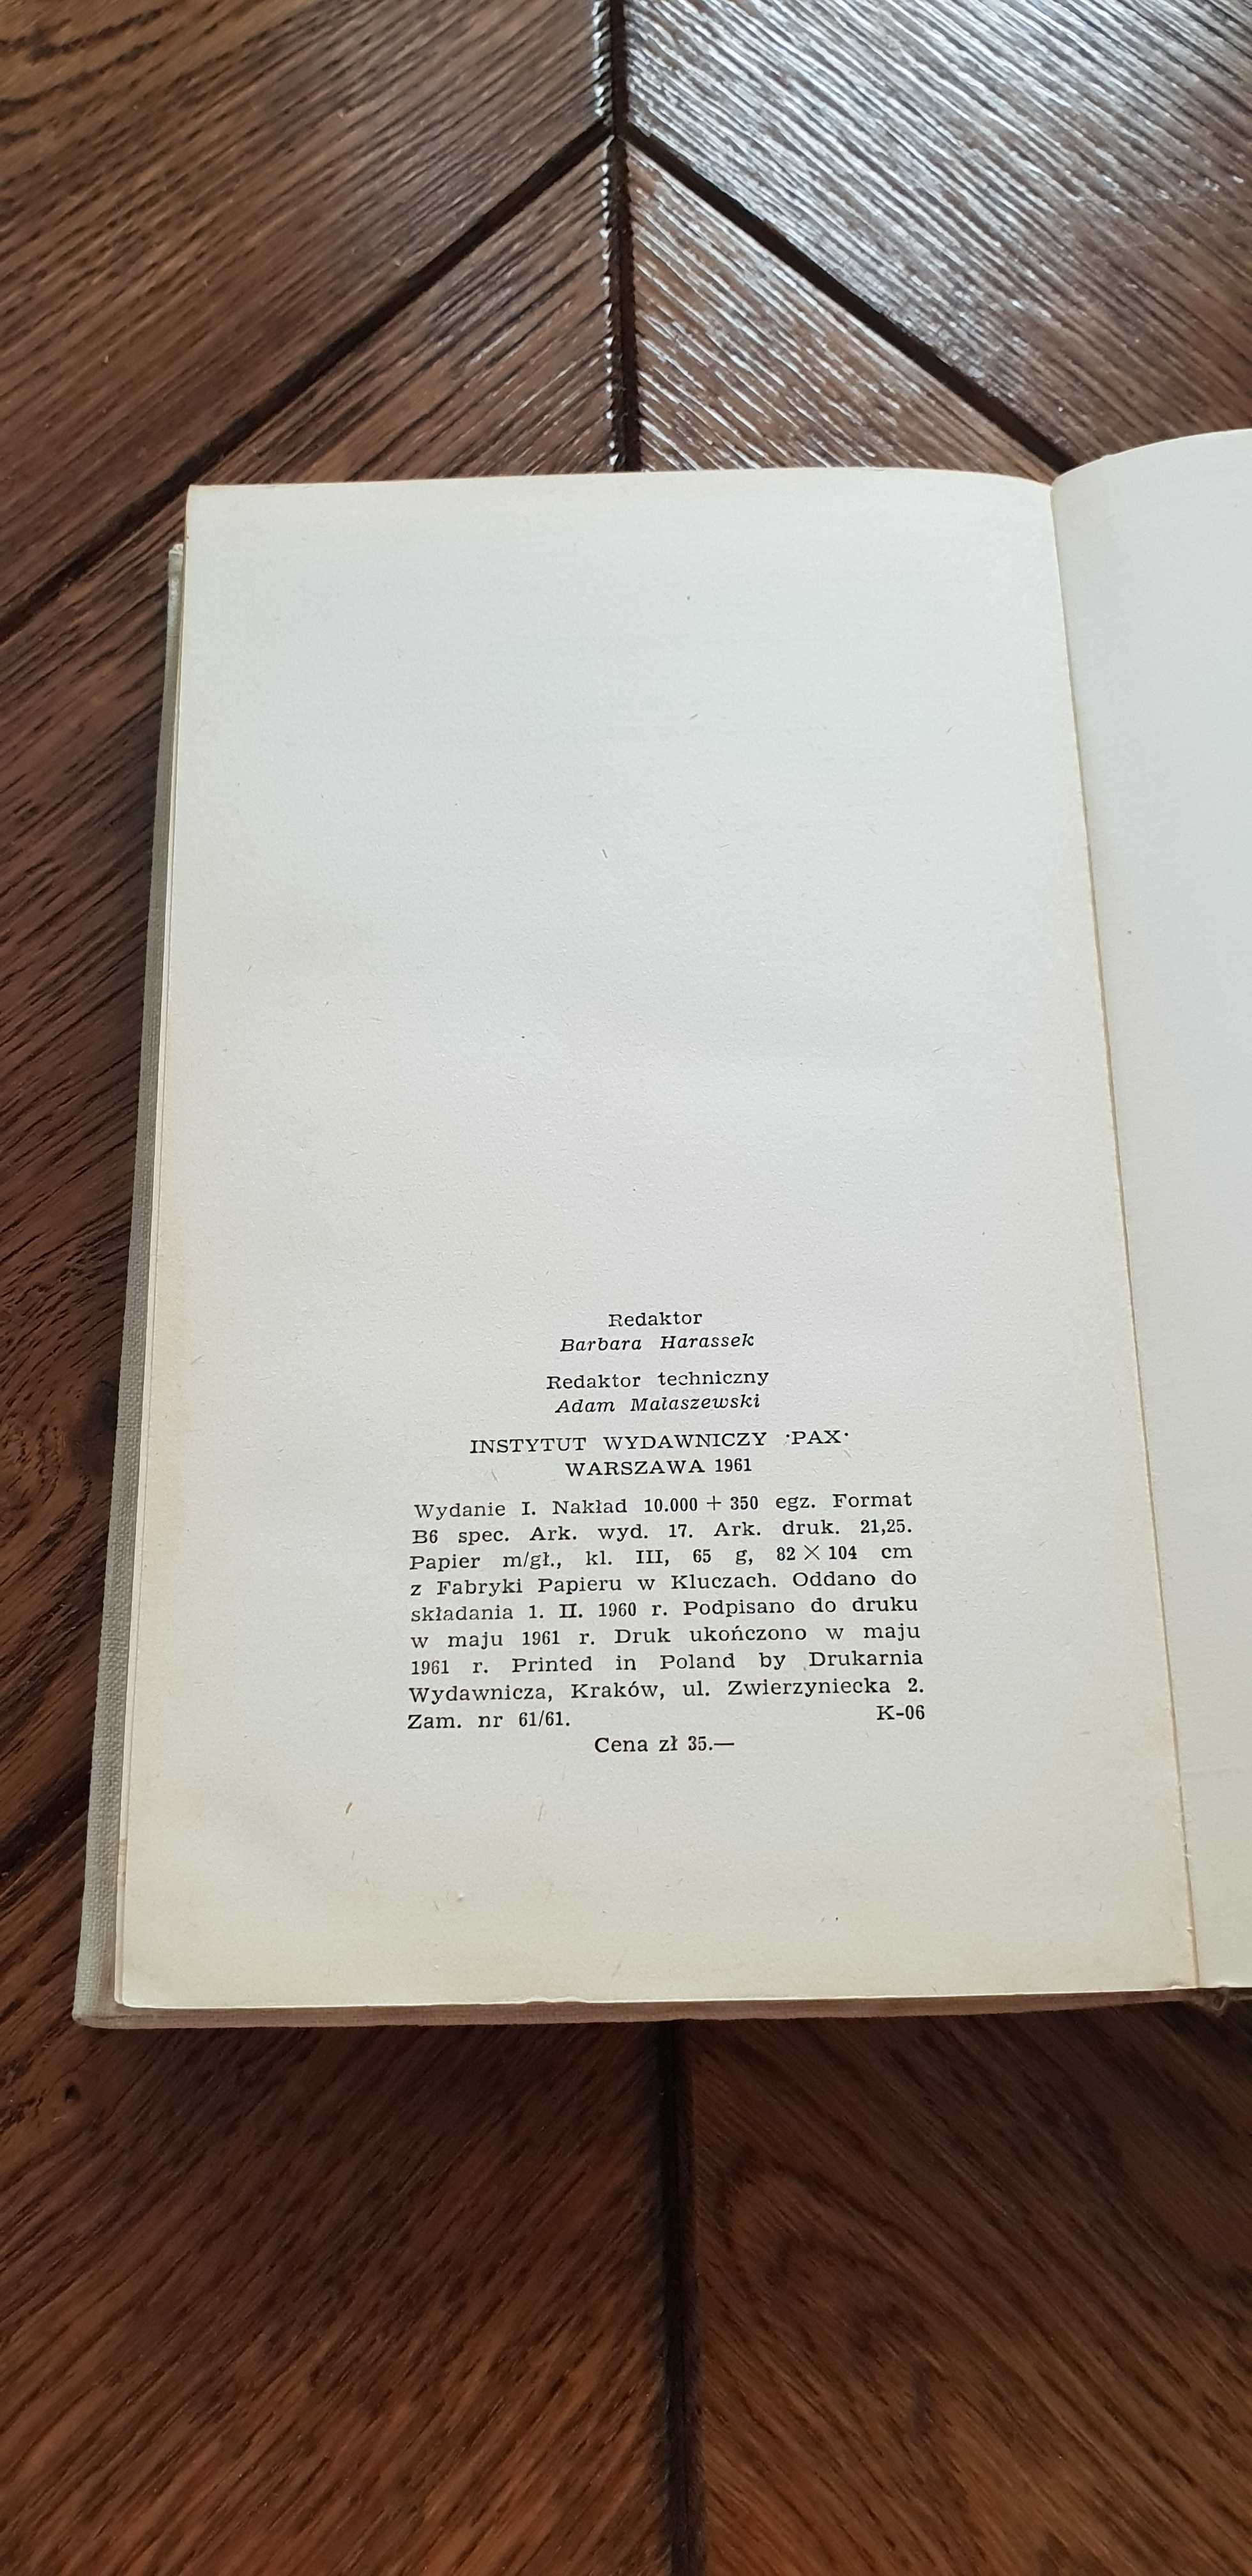 Redaktor
Barbara Harassek
Redaktor techniczny
Adam Mataszewski
INSTYTUT WYDAWNICZY ·PAX·
WARSZAWA 1961
Wydanie I. Nakład 10.000 + 350 egz. Format
B6 spec. Ark. wyd. 17. Ark. druk. 21,25.
Papier m/gł., kl. III, 65 g, 82 × 104 cm
z Fabryki Papieru w Kluczach. Oddano do
składania 1. II. 1960 r. Podpisano do druku
w maju 1961 r. Druk ukończono w maju
1961 r. Printed in Poland by Drukarnia
Wydawnicza, Kraków, ul. Zwierzyniecka 2.
Zam. nr 61/61. K-06
Cena zł 35.—